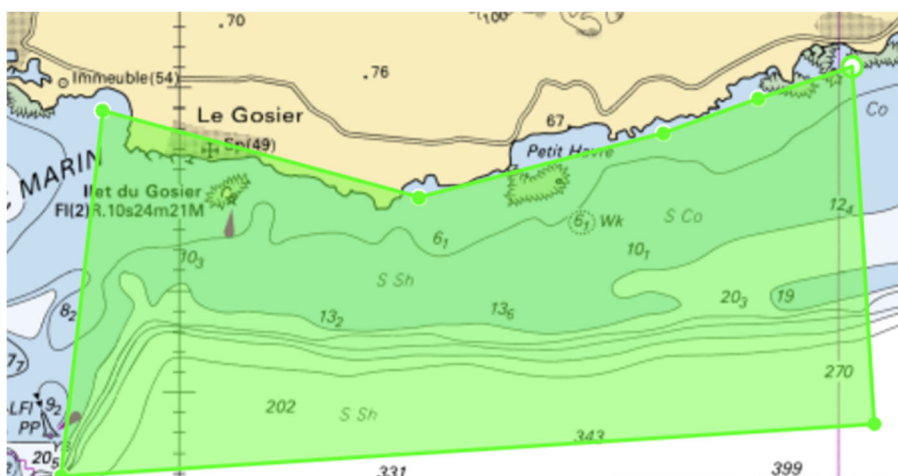 70
100
Immeuble (54)
76
Le Gosier
67
Sp(49)
Petit Havre
Co
MARIN
Ilet du Gosier
Fl(2)R.10s24m21M
12₄
S Co
6₁ Wk
6₁
10₁
10₃
S Sh
20₃
19
8₂
13₂
13₆
7₇
270
LFl
9₂
PP
202
S Sh
343
20₅
331
399